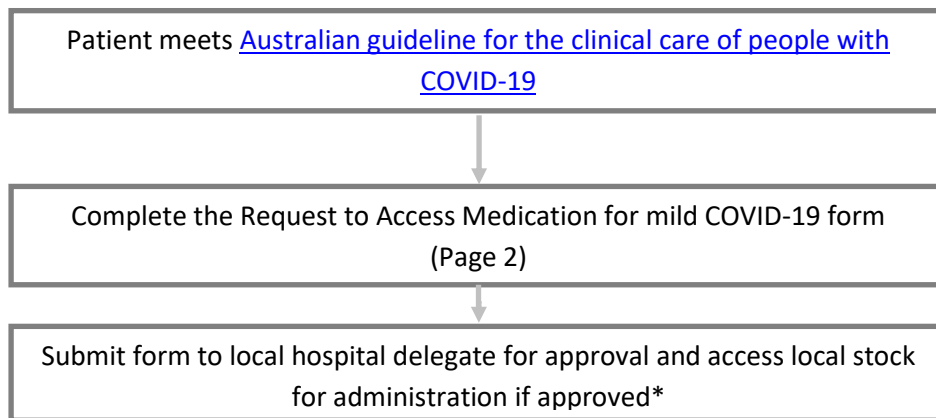 Patient meets Australian guideline for the clinical care of people with
COVID-19
Complete the Request to Access Medication for mild COVID-19 form
(Page 2)
Submit form to local hospital delegate for approval and access local stock
for administration if approved*